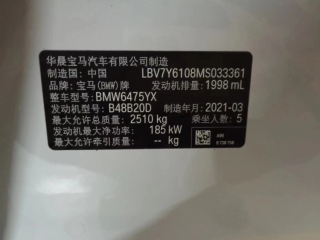 华晨宝马汽车有限公司制造
制造国: 中国 LBV7Y6108MS033361
品牌: 宝马(BMW)牌 发动机排量: 1998 mL
整车型号: BMW6475YX
发动机型号: B48B20D 制造年月: 2021-03
最大允许总质量: 2510 kg 乘坐人数: 5
发动机最大净功率: 185 kW
最大允许牵引质量: -- kg